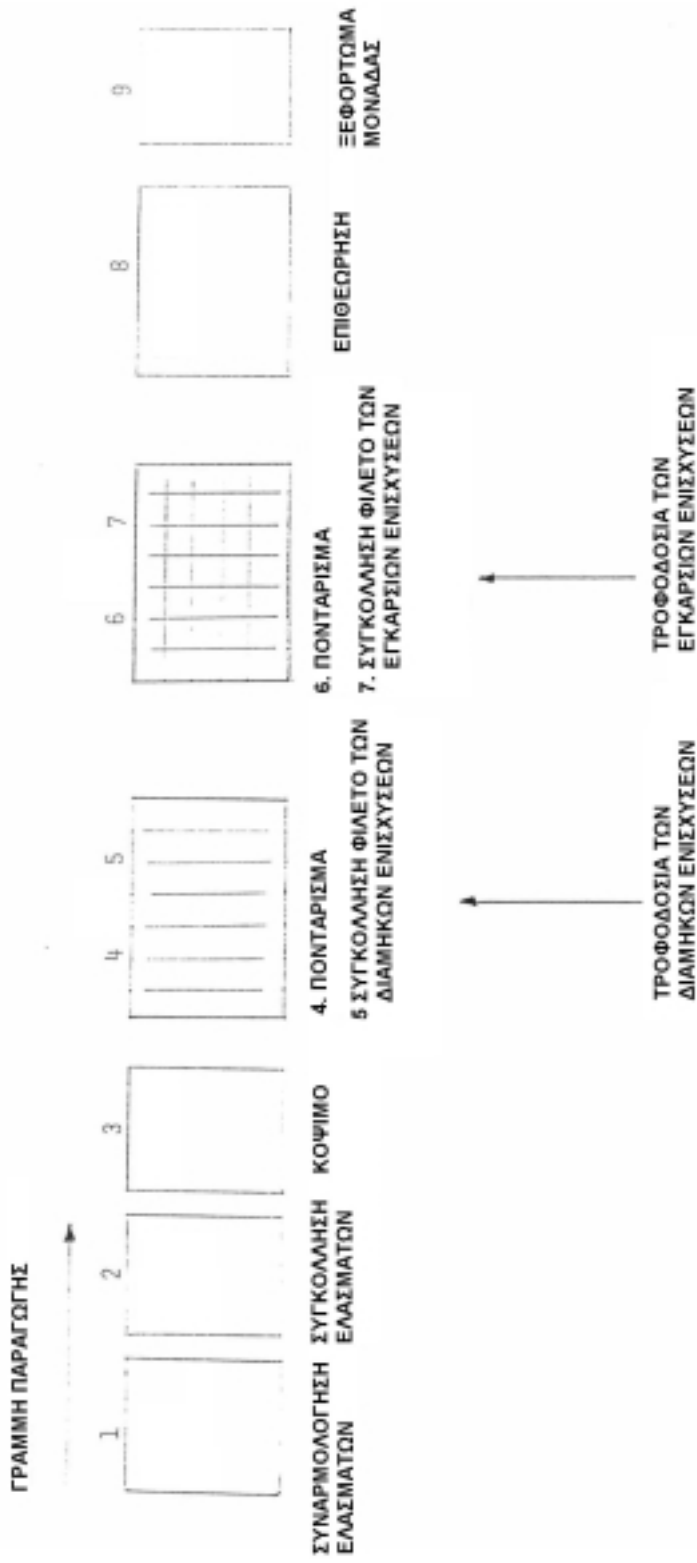 ΓΡΑΜΜΗ ΠΑΡΑΓΩΓΗΣ
1
2
3
4
5
6
7
8
9
ΣΥΝΑΡΜΟΛΟΓΗΣΗ
ΕΛΑΣΜΑΤΩΝ
ΣΥΓΚΟΛΛΗΣΗ
ΕΛΑΣΜΑΤΩΝ
ΚΟΨΙΜΟ
4. ΠΟΝΤΑΡΙΣΜΑ
5 ΣΥΓΚΟΛΛΗΣΗ ΦΙΛΕΤΟ ΤΩΝ
ΔΙΑΜΗΚΩΝ ΕΝΙΣΧΥΣΕΩΝ
6. ΠΟΝΤΑΡΙΣΜΑ
7. ΣΥΓΚΟΛΛΗΣΗ ΦΙΛΕΤΟ ΤΩΝ
ΕΓΚΑΡΣΙΩΝ ΕΝΙΣΧΥΣΕΩΝ
ΕΠΙΘΕΩΡΗΣΗ
ΞΕΦΟΡΤΩΜΑ
ΜΟΝΑΔΑΣ
ΤΡΟΦΟΔΟΣΙΑ ΤΩΝ
ΔΙΑΜΗΚΩΝ ΕΝΙΣΧΥΣΕΩΝ
ΤΡΟΦΟΔΟΣΙΑ ΤΩΝ
ΕΓΚΑΡΣΙΩΝ ΕΝΙΣΧΥΣΕΩΝ